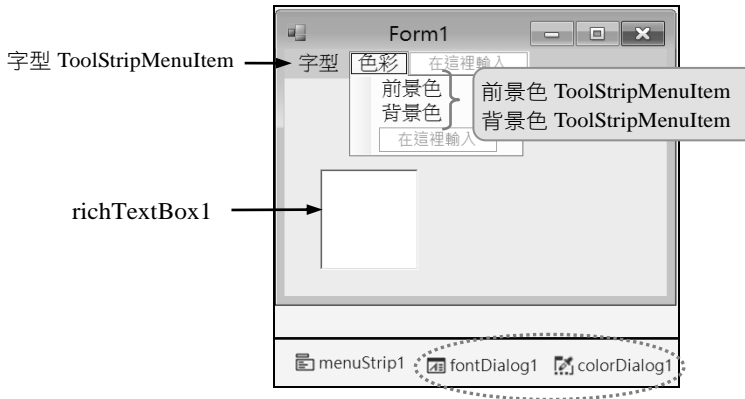 Form1
字型 ToolStripMenuItem
字型 色彩 在這裡輸入
前景色
背景色
在這裡輸入
前景色 ToolStripMenuItem
背景色 ToolStripMenuItem
richTextBox1
menuStrip1 fontDialog1 colorDialog1